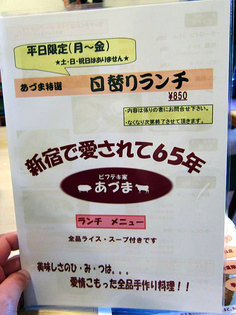 平日限定(月～金)
★土・日・祝日はありません★
あづま特選 日替りランチ
¥850
・内容は係りの者にお問合せ下さい。
・なくなり次第終了させて頂きます。
新宿で愛されて65年
ビフテキ家
あづま
ランチ メニュー
全品ライス・スープ付きです
美味しさのひ・み・つは。。。
愛情こもった全品手作り料理！！